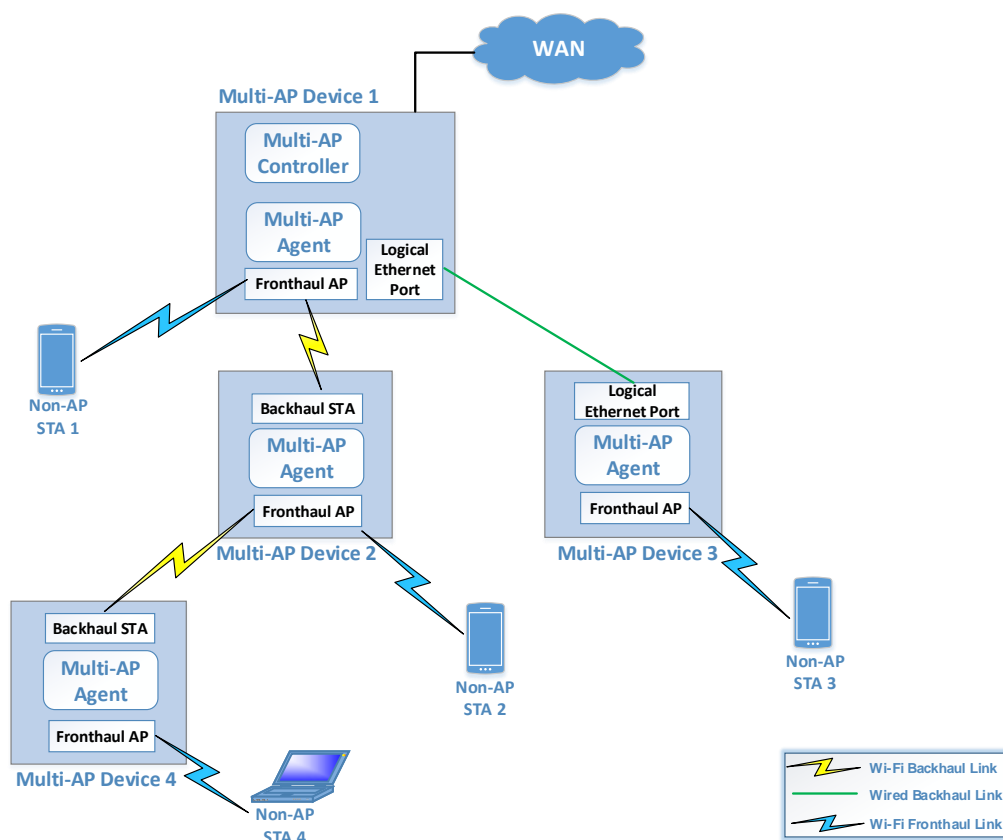 WAN
Multi-AP Device 1
Multi-AP
Controller
Multi-AP
Agent
Logical
Ethernet
Port
Fronthaul AP
Non-AP
STA 1
Backhaul STA
Multi-AP
Agent
Fronthaul AP
Multi-AP Device 2
Logical
Ethernet Port
Multi-AP
Agent
Fronthaul AP
Multi-AP Device 3
Backhaul STA
Multi-AP
Agent
Fronthaul AP
Multi-AP Device 4
Non-AP
STA 2
Non-AP
STA 3
Non-AP
STA 4
Wi-Fi Backhaul Link
Wired Backhaul Link
Wi-Fi Fronthaul Link